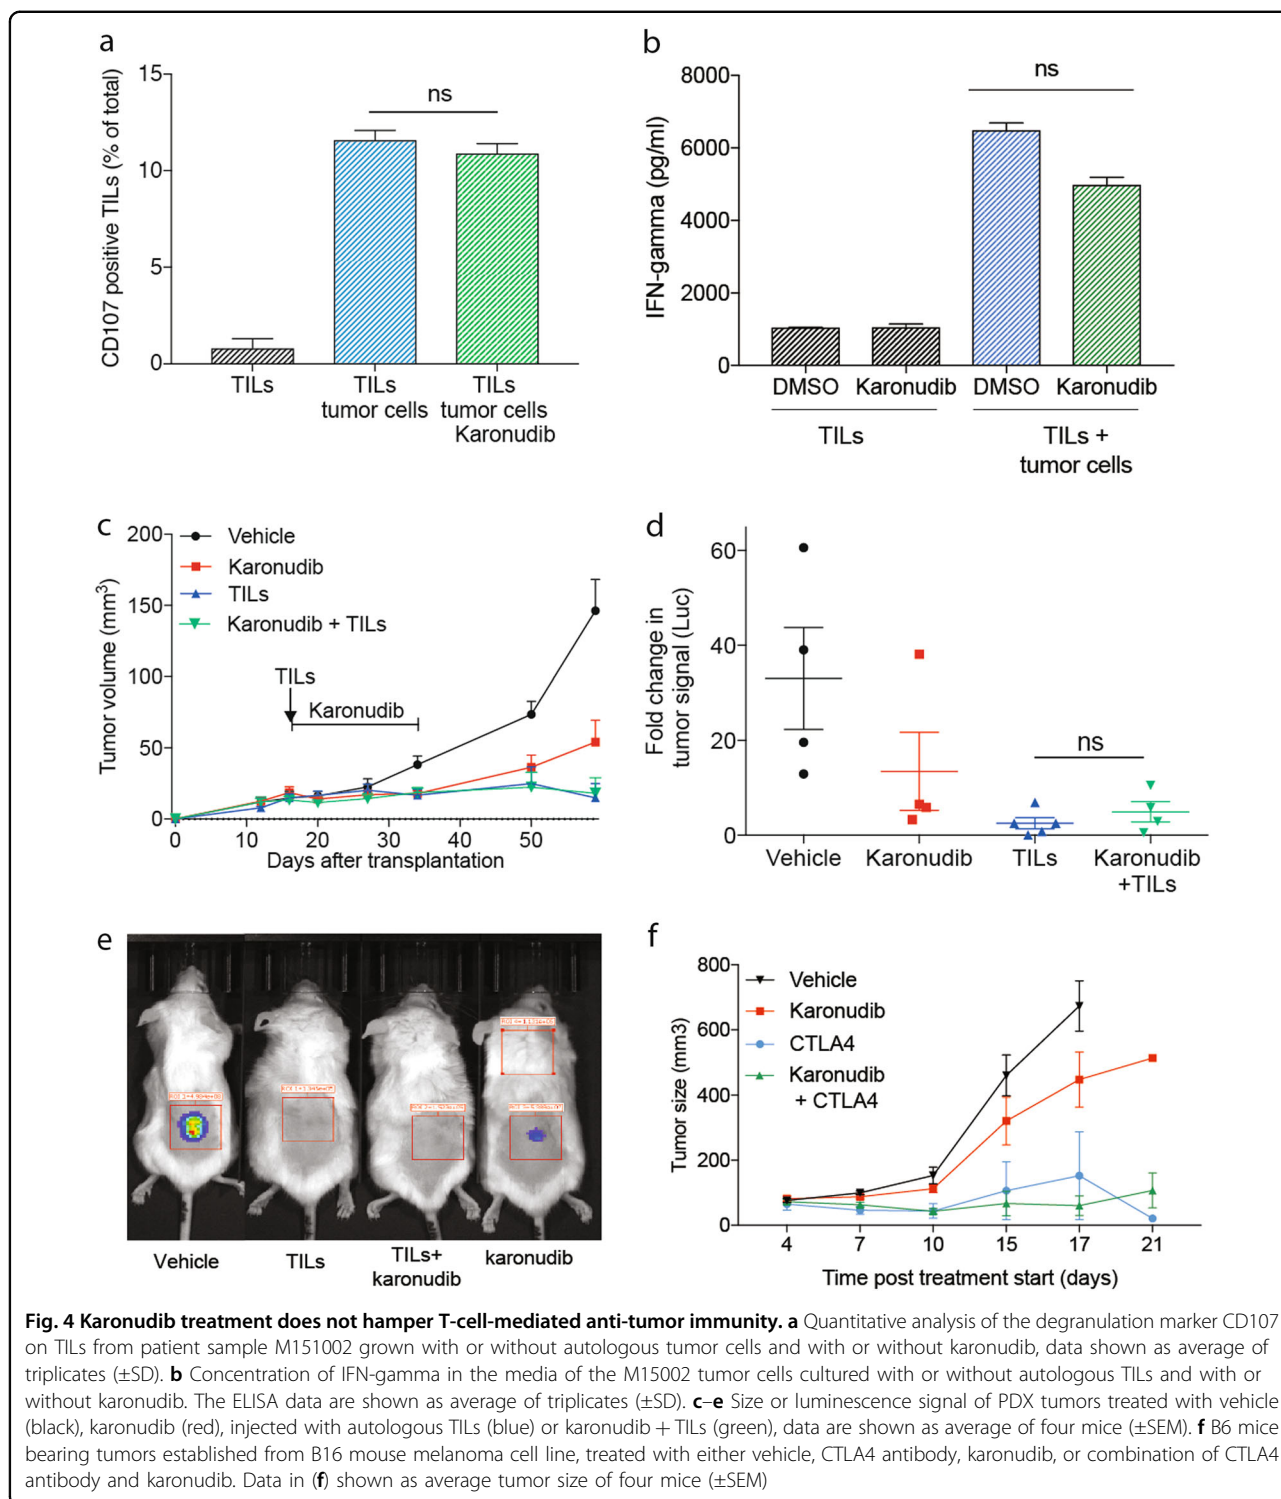 a
CD107 positive TILs (% of total)
15
10
5
0
ns
TILs
TILs
tumor cells
TILs
tumor cells
Karonudib
b
IFN-gamma (pg/ml)
8000
6000
4000
2000
0
ns
DMSO
Karonudib
DMSO
Karonudib
TILs
TILs +
tumor cells
c
Tumor volume (mm3)
200
150
100
50
0
Vehicle
Karonudib
TILs
Karonudib + TILs
TILs
Karonudib
0 10 20 30 40 50
Days after transplantation
d
Fold change in
tumor signal (Luc)
60
40
20
0
ns
Vehicle
Karonudib
TILs
Karonudib
+TILs
e
Vehicle
TILs
TILs+
karonudib
karonudib
f
Tumor size (mm3)
800
600
400
200
0
Vehicle
Karonudib
CTLA4
Karonudib
+ CTLA4
4 7 10 15 17 21
Time post treatment start (days)
Fig. 4 Karonudib treatment does not hamper T-cell-mediated anti-tumor immunity. a Quantitative analysis of the degranulation marker CD107
on TILs from patient sample M151002 grown with or without autologous tumor cells and with or without karonudib, data shown as average of
triplicates (±SD). b Concentration of IFN-gamma in the media of the M15002 tumor cells cultured with or without autologous TILs and with or
without karonudib. The ELISA data are shown as average of triplicates (±SD). c–e Size or luminescence signal of PDX tumors treated with vehicle
(black), karonudib (red), injected with autologous TILs (blue) or karonudib + TILs (green), data are shown as average of four mice (±SEM). f B6 mice
bearing tumors established from B16 mouse melanoma cell line, treated with either vehicle, CTLA4 antibody, karonudib, or combination of CTLA4
antibody and karonudib. Data in (f) shown as average tumor size of four mice (±SEM)